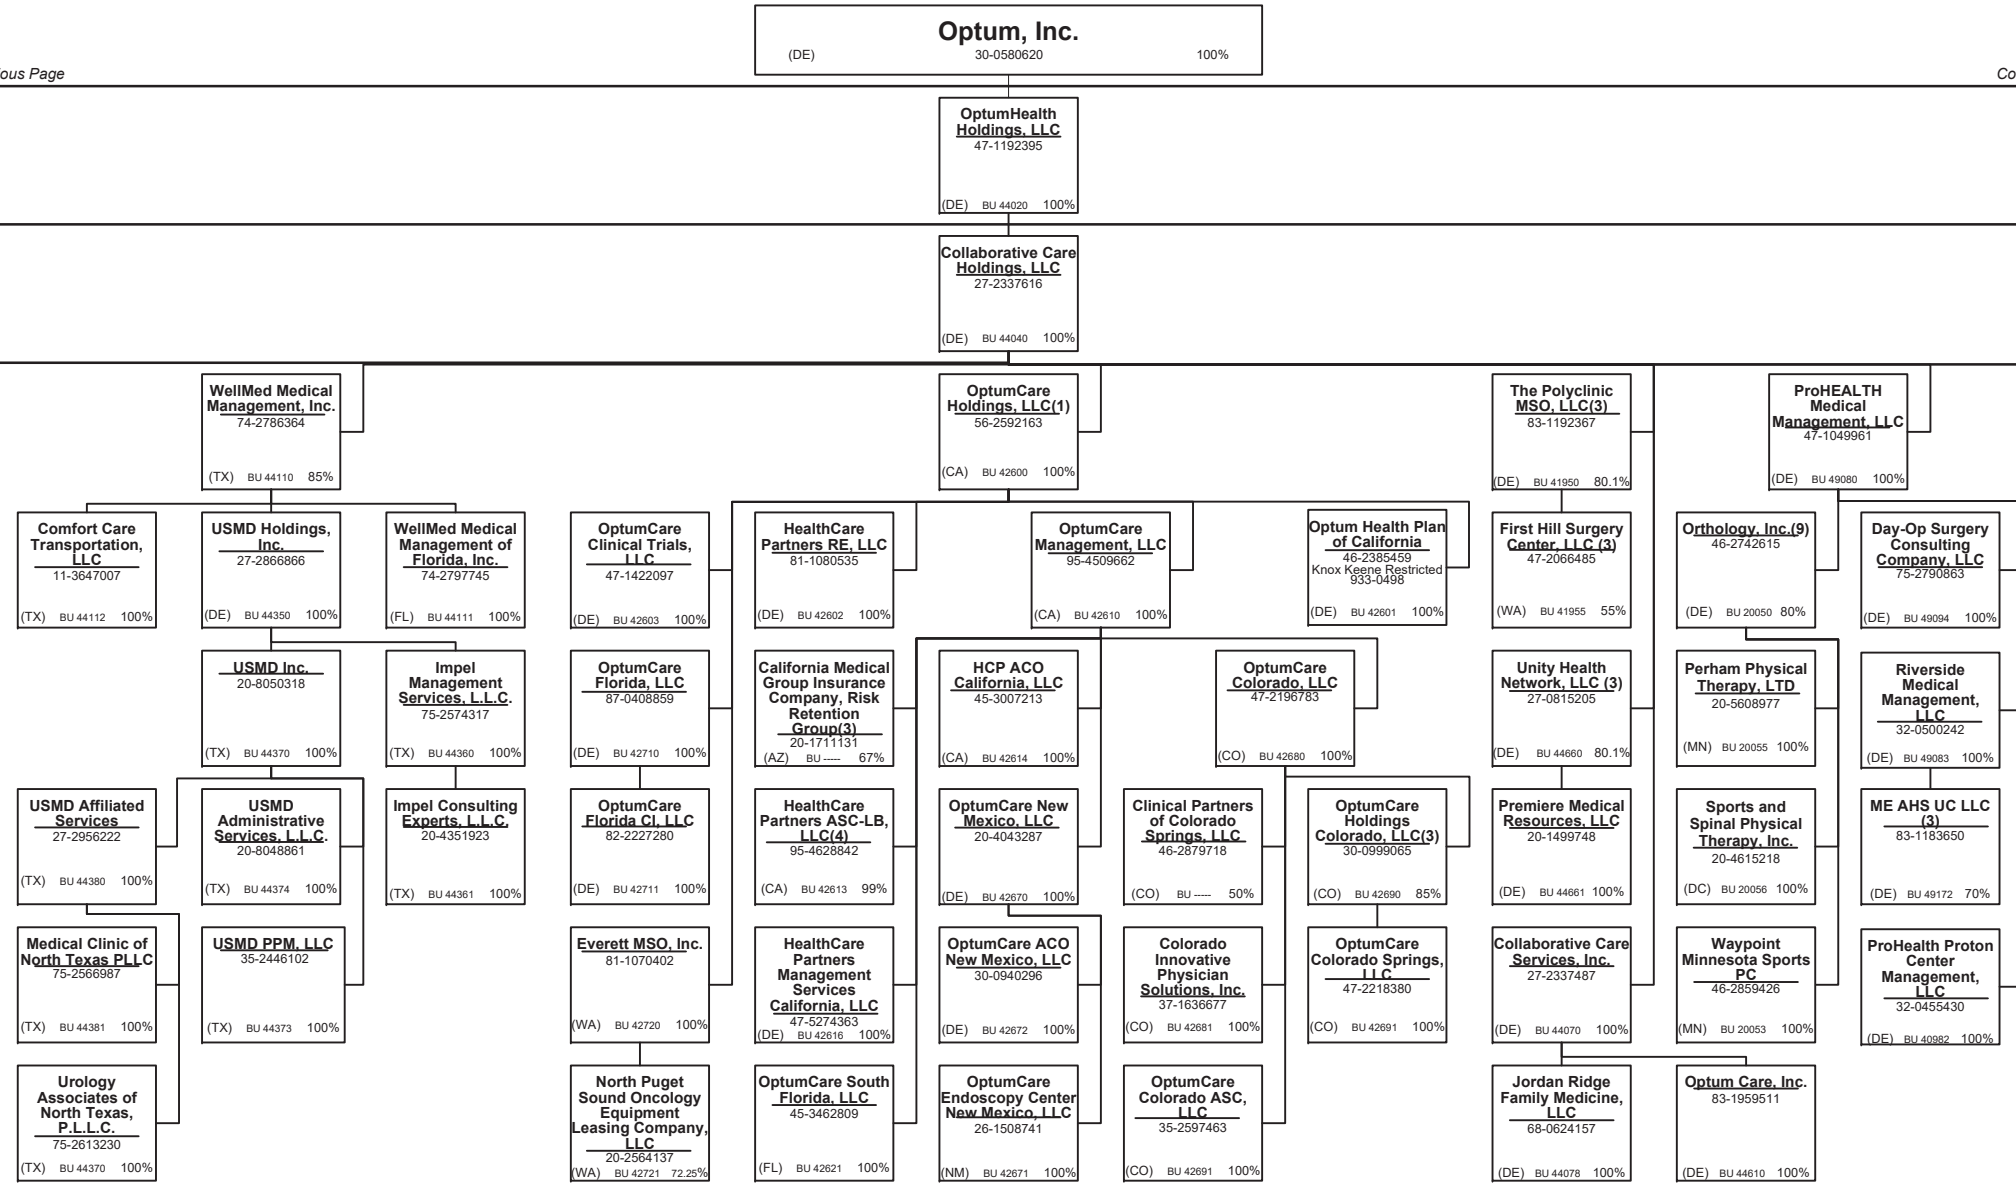 Optum, Inc.
(DE) 30-0580620 100%
ous Page
Co
OptumHealth
Holdings, LLC
47-1192395
(DE) BU 44020 100%
Collaborative Care
Holdings, LLC
27-2337616
(DE) BU 44040 100%
WellMed Medical
Management, Inc.
74-2786364
(TX) BU 44110 85%
OptumCare
Holdings, LLC(1)
56-2592163
(CA) BU 42600 100%
The Polyclinic
MSO, LLC(3)
83-1192367
(DE) BU 41950 80.1%
ProHEALTH
Medical
Management, LLC
47-1049961
(DE) BU 49080 100%
Comfort Care
Transportation,
LLC
11-3647007
(TX) BU 44112 100%
USMD Holdings,
Inc.
27-2866866
(DE) BU 44350 100%
WellMed Medical
Management of
Florida, Inc.
74-2797745
(FL) BU 44111 100%
OptumCare
Clinical Trials,
LLC
47-1422097
(DE) BU 42603 100%
HealthCare
Partners RE, LLC
81-1080535
(DE) BU 42602 100%
OptumCare
Management, LLC
95-4509662
(CA) BU 42610 100%
Optum Health Plan
of California
46-2385459
Knox Keene Restricted
933-0498
(DE) BU 42601 100%
First Hill Surgery
Center, LLC (3)
47-2066485
(WA) BU 41955 55%
Orthology, Inc.(9)
46-2742615
(DE) BU 20050 80%
Day-Op Surgery
Consulting
Company, LLC
75-2790863
(DE) BU 49094 100%
USMD Inc.
20-8050318
(TX) BU 44370 100%
Impel
Management
Services, L.L.C.
75-2574317
(TX) BU 44360 100%
OptumCare
Florida, LLC
87-0408859
(DE) BU 42710 100%
California Medical
Group Insurance
Company, Risk
Retention
Group(3)
20-1711131
(AZ) BU ----- 67%
HCP ACO
California, LLC
45-3007213
(CA) BU 42614 100%
OptumCare
Colorado, LLC
47-2196783
(CO) BU 42680 100%
Unity Health
Network, LLC (3)
27-0815205
(DE) BU 44660 80.1%
Perham Physical
Therapy, LTD
20-5608977
(MN) BU 20055 100%
Riverside
Medical
Management,
LLC
32-0500242
(DE) BU 49083 100%
USMD Affiliated
Services
27-2956222
(TX) BU 44380 100%
USMD
Administrative
Services, L.L.C.
20-8048861
(TX) BU 44374 100%
Impel Consulting
Experts, L.L.C.
20-4351923
(TX) BU 44361 100%
OptumCare
Florida CI, LLC
82-2227280
(DE) BU 42711 100%
HealthCare
Partners ASC-LB,
LLC(4)
95-4628842
(CA) BU 42613 99%
OptumCare New
Mexico, LLC
20-4043287
(DE) BU 42670 100%
Clinical Partners
of Colorado
Springs, LLC
46-2879718
(CO) BU ----- 50%
OptumCare
Holdings
Colorado, LLC(3)
30-0999065
(CO) BU 42690 85%
Premiere Medical
Resources, LLC
20-1499748
(DE) BU 44661 100%
Sports and
Spinal Physical
Therapy, Inc.
20-4615218
(DC) BU 20056 100%
ME AHS UC LLC
(3)
83-1183650
(DE) BU 49172 70%
Medical Clinic of
North Texas PLLC
75-2566987
(TX) BU 44381 100%
USMD PPM, LLC
35-2446102
(TX) BU 44373 100%
Everett MSO, Inc.
81-1070402
(WA) BU 42720 100%
HealthCare
Partners
Management
Services
California, LLC
47-5274363
(DE) BU 42616 100%
OptumCare ACO
New Mexico, LLC
30-0940296
(DE) BU 42672 100%
Colorado
Innovative
Physician
Solutions, Inc.
37-1636677
(CO) BU 42681 100%
OptumCare
Colorado Springs,
LLC
47-2218380
(CO) BU 42691 100%
Collaborative Care
Services, Inc.
27-2337487
(DE) BU 44070 100%
Waypoint
Minnesota Sports
PC
46-2859426
(MN) BU 20053 100%
ProHealth Proton
Center
Management,
LLC
32-0455430
(DE) BU 40982 100%
Urology
Associates of
North Texas,
P.L.L.C.
75-2613230
(TX) BU 44370 100%
North Puget
Sound Oncology
Equipment
Leasing Company,
LLC
20-2564137
(WA) BU 42721 72.25%
OptumCare South
Florida, LLC
45-3462809
(FL) BU 42621 100%
OptumCare
Endoscopy Center
New Mexico, LLC
26-1508741
(NM) BU 42671 100%
OptumCare
Colorado ASC,
LLC
35-2597463
(CO) BU 42691 100%
Jordan Ridge
Family Medicine,
LLC
68-0624157
(DE) BU 44078 100%
Optum Care, Inc.
83-1959511
(DE) BU 44610 100%